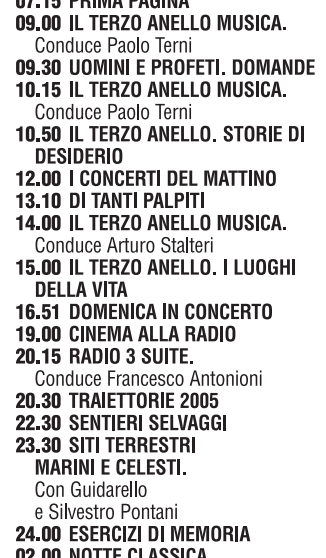 07.15 PRIMA PAGINA
09.00 IL TERZO ANELLO MUSICA.
Conduce Paolo Terni
09.30 UOMINI E PROFETI. DOMANDE
10.15 IL TERZO ANELLO MUSICA.
Conduce Paolo Terni
10.50 IL TERZO ANELLO. STORIE DI
DESIDERIO
12.00 I CONCERTI DEL MATTINO
13.10 DI TANTI PALPITI
14.00 IL TERZO ANELLO MUSICA.
Conduce Arturo Stalteri
15.00 IL TERZO ANELLO. I LUOGHI
DELLA VITA
16.51 DOMENICA IN CONCERTO
19.00 CINEMA ALLA RADIO
20.15 RADIO 3 SUITE.
Conduce Francesco Antonioni
20.30 TRAIETTORIE 2005
22.30 SENTIERI SELVAGGI
23.30 SITI TERRESTRI
MARINI E CELESTI.
Con Guidarello
e Silvestro Pontani
24.00 ESERCIZI DI MEMORIA
02.00 NOTTE CLASSICA